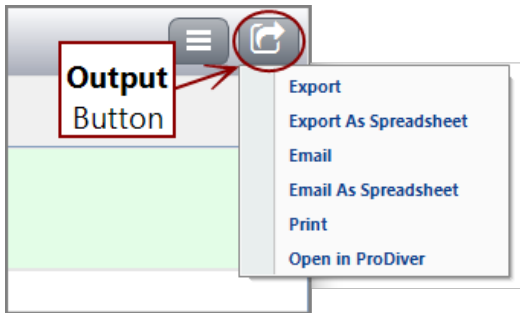 Output
Button
Export
Export As Spreadsheet
Email
Email As Spreadsheet
Print
Open in ProDiver